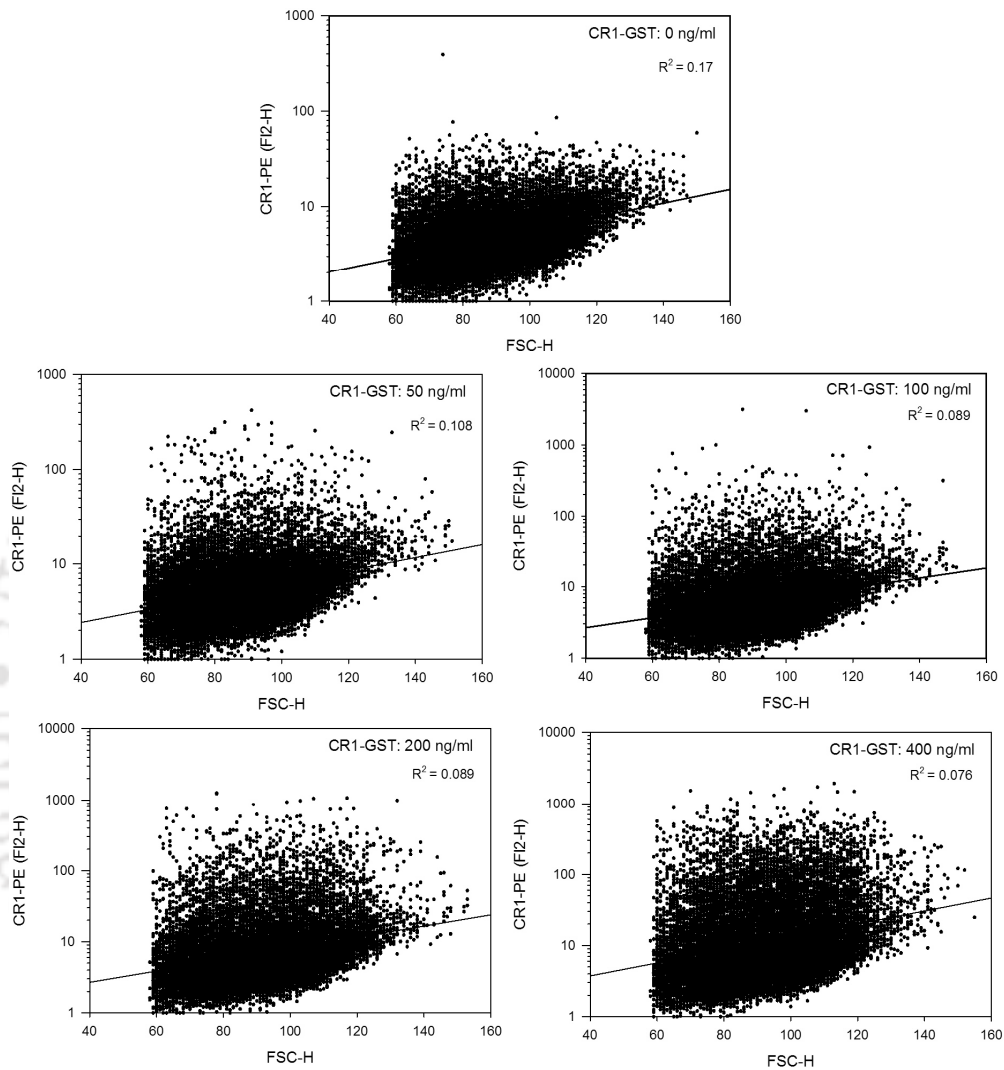 1000
CR1-GST: 0 ng/ml
R² = 0.17
100
CR1-PE (Fl2-H)
10
1
40 60 80 100 120 140 160
FSC-H
1000
CR1-GST: 50 ng/ml
R² = 0.108
100
CR1-PE (Fl2-H)
10
1
40 60 80 100 120 140 160
FSC-H
10000
CR1-GST: 100 ng/ml
R² = 0.089
1000
CR1-PE (Fl2-H)
100
10
1
40 60 80 100 120 140 160
FSC-H
10000
CR1-GST: 200 ng/ml
R² = 0.089
1000
CR1-PE (Fl2-H)
100
10
1
40 60 80 100 120 140 160
FSC-H
10000
CR1-GST: 400 ng/ml
R² = 0.076
1000
CR1-PE (Fl2-H)
100
10
1
40 60 80 100 120 140 160
FSC-H